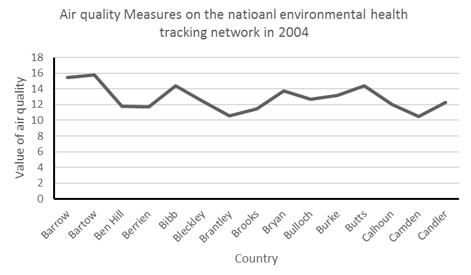 Air quality Measures on the natioanl environmental health
tracking network in 2004
Value of air quality
18
16
14
12
10
8
6
4
2
0
Barrow
Bartow
Ben Hill
Berrien
Bibb
Bleckley
Brantley
Brooks
Bryan
Bulloch
Burke
Butts
Calhoun
Camden
Candler
Country